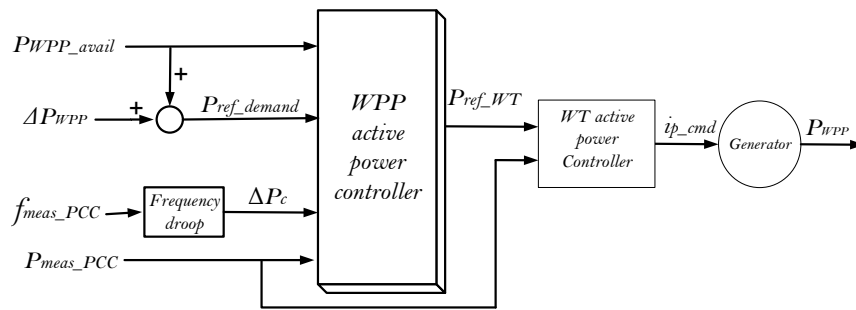 PWPP_avail
+
+
ΔPWPP
Pref_demand
fmeas_PCC
Frequency
droop
ΔPc
Pmeas_PCC
WPP
active
power
controller
Pref_WT
WT active
power
Controller
ip_cmd
Generator
PWPP